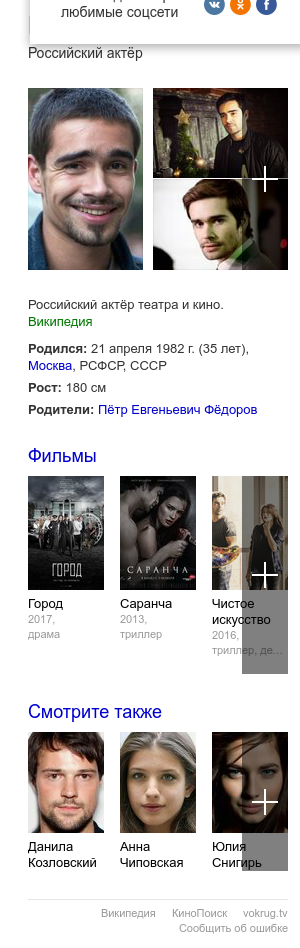 любимые соцсети
Российский актёр
Российский актёр театра и кино.
Википедия
Родился: 21 апреля 1982 г. (35 лет),
Москва, РСФСР, СССР
Рост: 180 см
Родители: Пётр Евгеньевич Фёдоров
Фильмы
ГОРОД
САРАНЧА
Город
2017,
драма
Саранча
2013,
триллер
Чистое
искусство
2016,
триллер, де...
Смотрите также
Данила
Козловский
Анна
Чиповская
Юлия
Снигирь
Википедия КиноПоиск vokrug.tv
Сообщить об ошибке